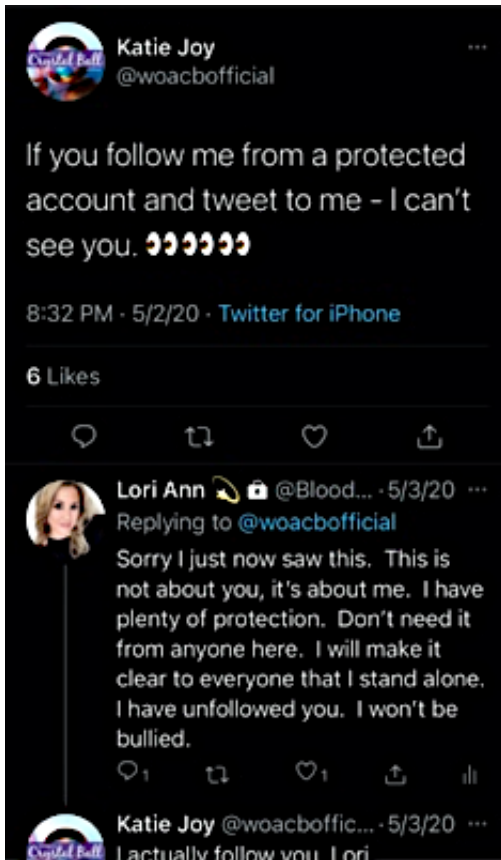 Crystal Ball
Katie Joy
@woacbofficial
If you follow me from a protected
account and tweet to me - I can't
see you. 👀👀👀
8:32 PM · 5/2/20 · Twitter for iPhone
6 Likes
Lori Ann 💫 🔒 @Blood... · 5/3/20
Replying to @woacbofficial
Sorry I just now saw this. This is
not about you, it's about me. I have
plenty of protection. Don't need it
from anyone here. I will make it
clear to everyone that I stand alone.
I have unfollowed you. I won't be
bullied.
1 1
Katie Joy @woacboffic... · 5/3/20
Crystal Ball
I actually follow you, Lori